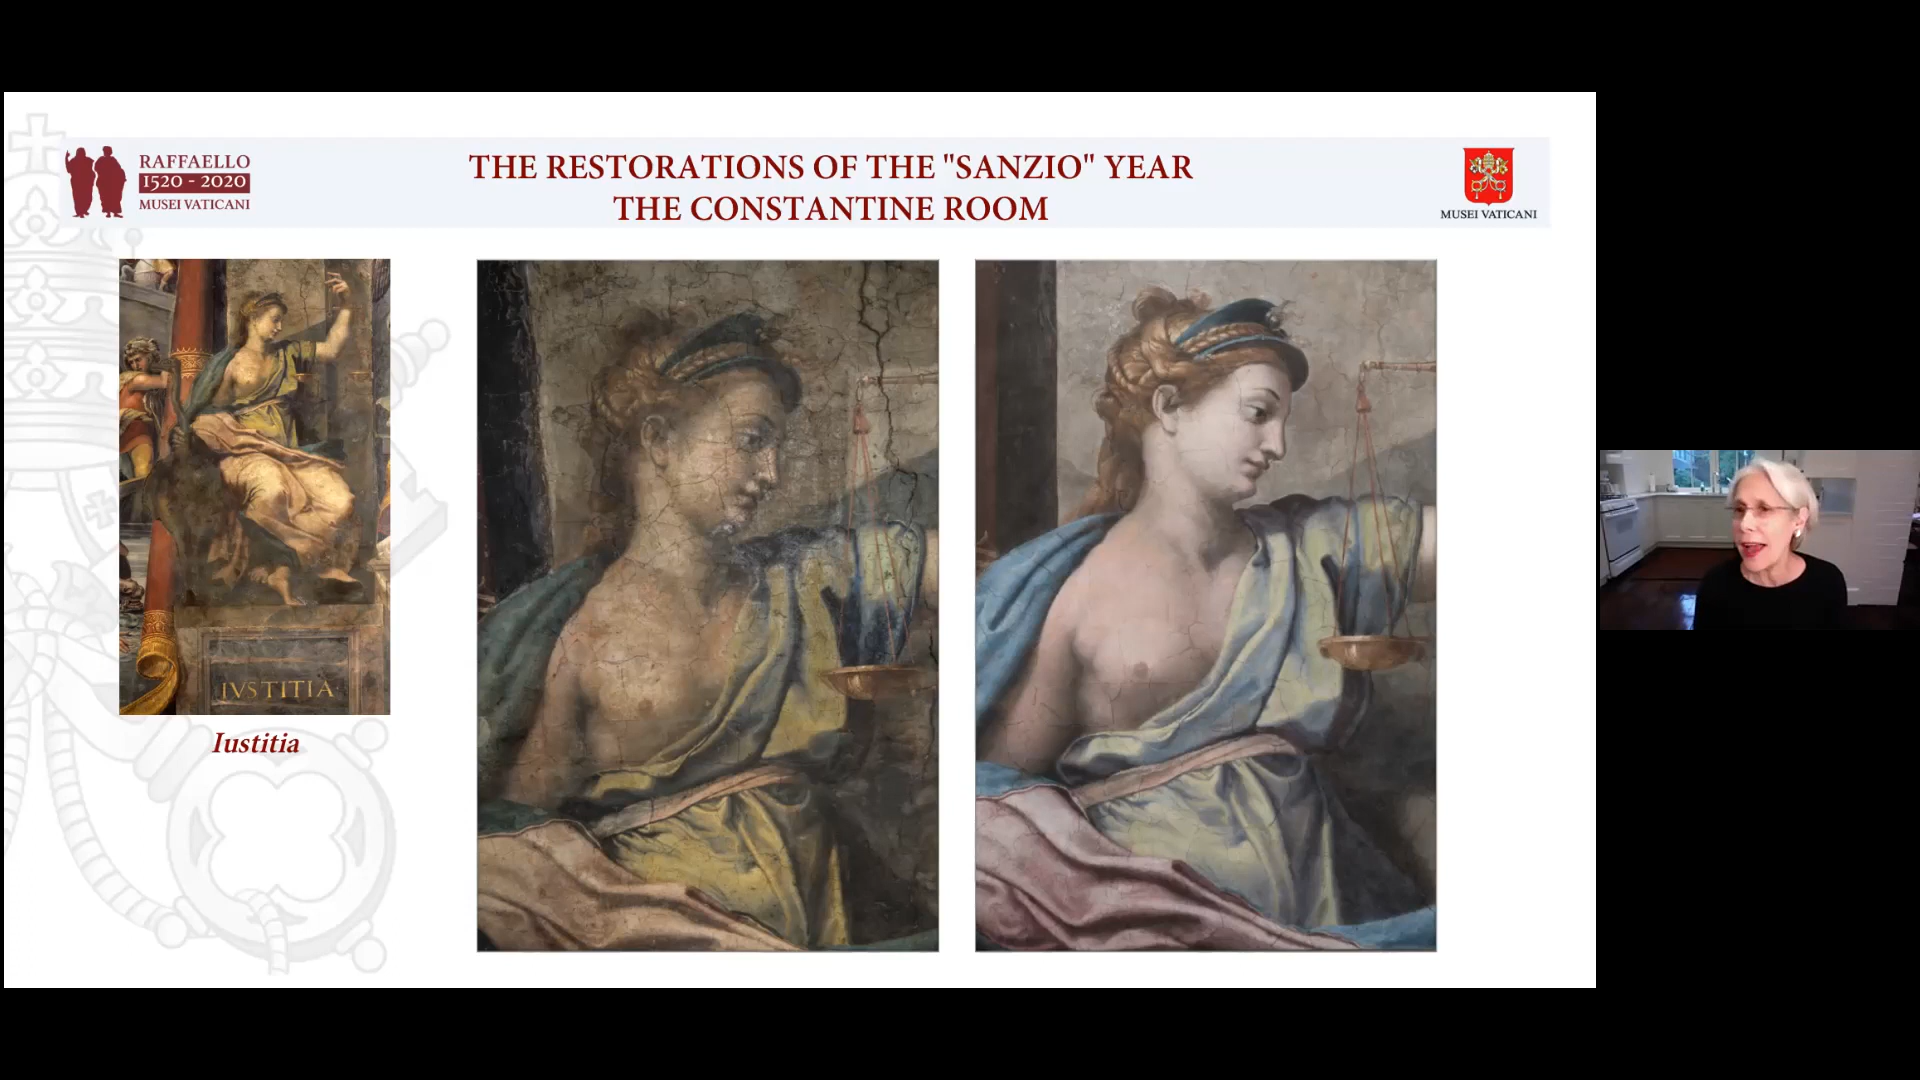 RAFFAELLO
1520 - 2020
MUSEI VATICANI
THE RESTORATIONS OF THE "SANZIO" YEAR
THE CONSTANTINE ROOM
MUSEI VATICANI
IVSTITIA
Iustitia